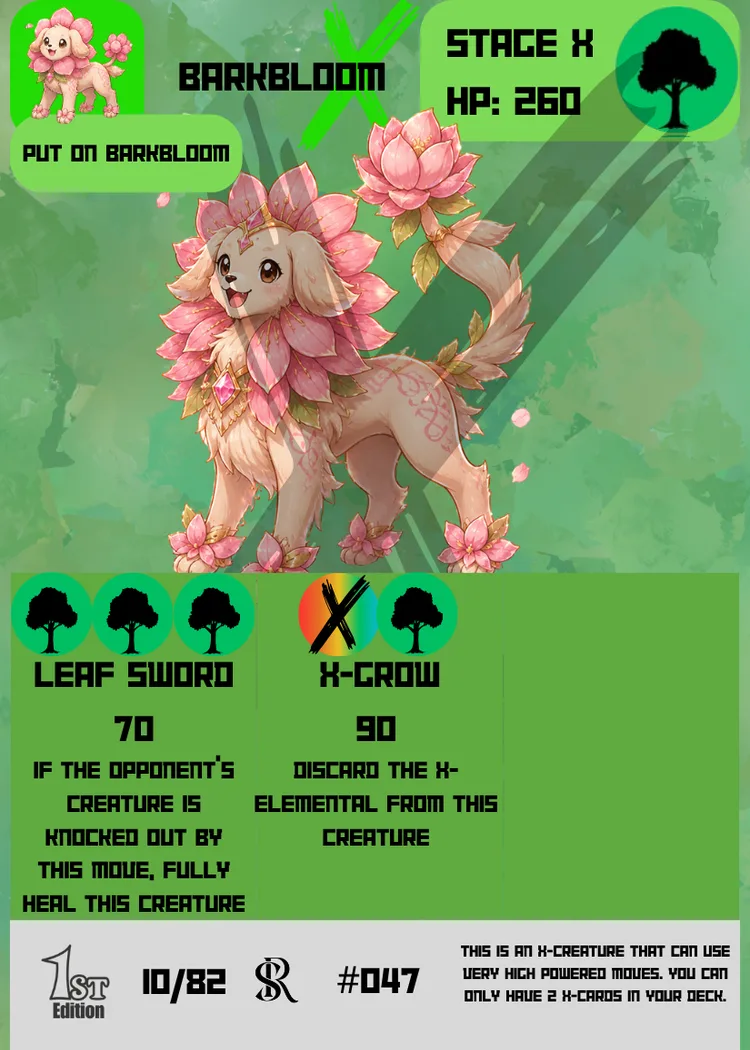 BARKBLOOM X
STAGE X
HP: 260
PUT ON BARKBLOOM
LEAF SWORD
70
IF THE OPPONENT'S
CREATURE IS
KNOCKED OUT BY
THIS MOVE, FULLY
HEAL THIS CREATURE
X
X-GROW
90
DISCARD THE X-
ELEMENTAL FROM THIS
CREATURE
1ST
Edition
10/82
SR
#047
THIS IS AN X-CREATURE THAT CAN USE
VERY HIGH POWERED MOVES. YOU CAN
ONLY HAVE 2 X-CARDS IN YOUR DECK.